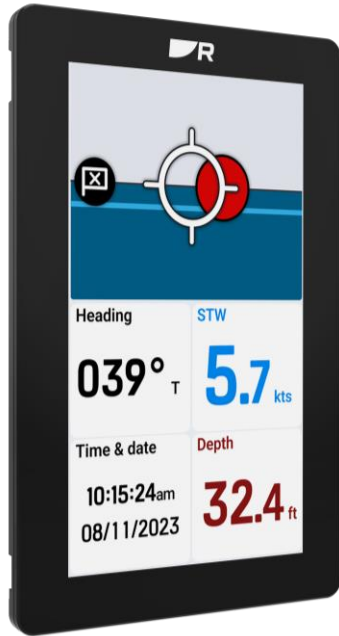 R
Heading
STW
039° T
5.7 kts
Time & date
Depth
10:15:24am
08/11/2023
32.4 ft
X